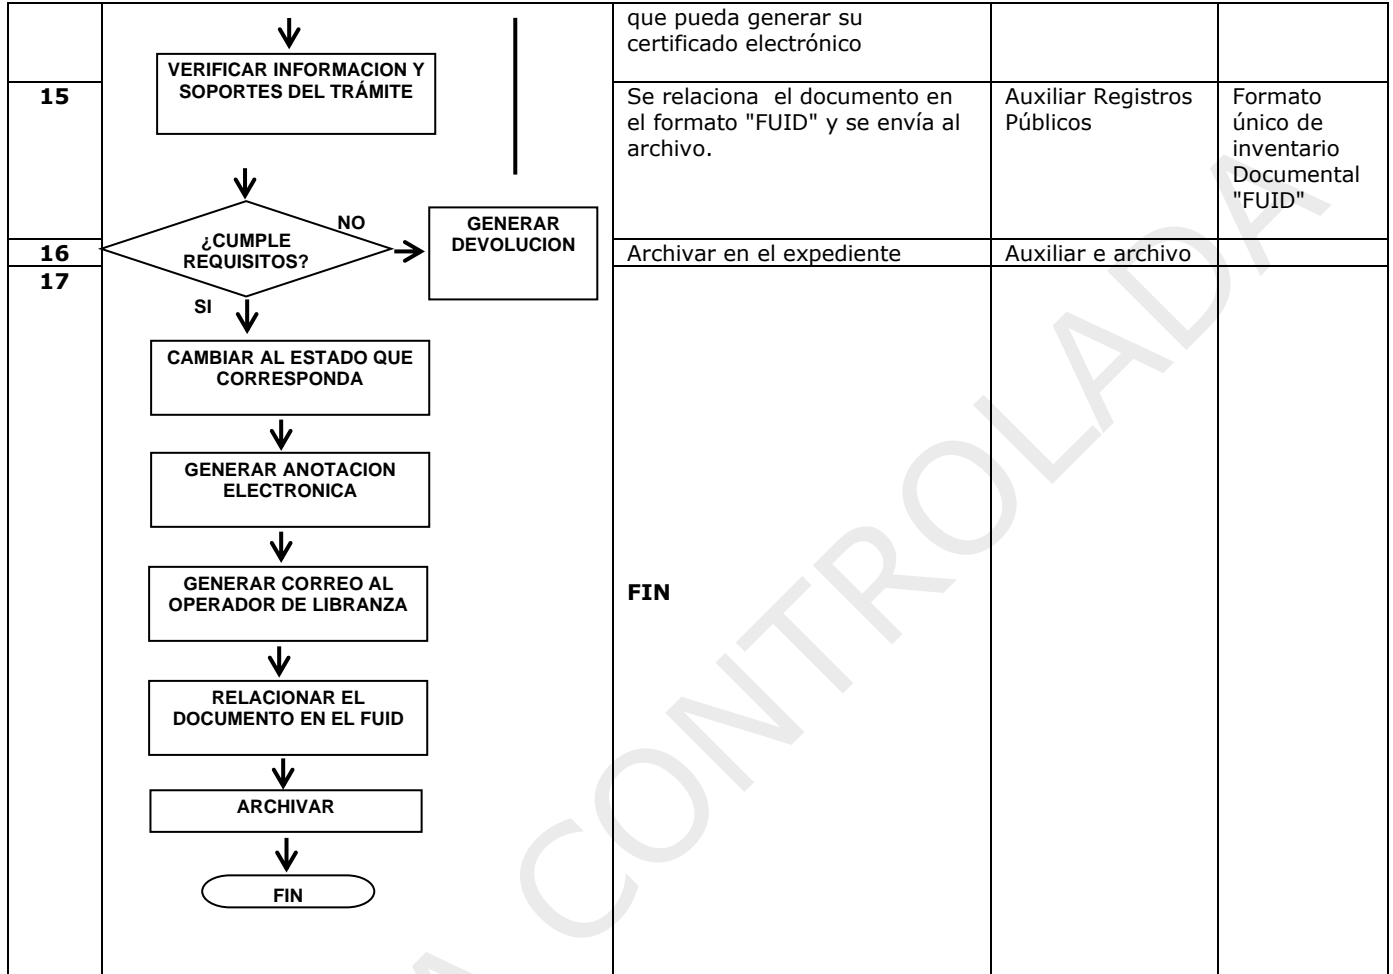 que pueda generar su
certificado electrónico
VERIFICAR INFORMACION Y
SOPORTES DEL TRÁMITE
15
Se relaciona  el documento en
el formato "FUID" y se envía al
archivo.
Auxiliar Registros
Públicos
Formato
único de
inventario
Documental
"FUID"
¿CUMPLE
REQUISITOS?
NO
GENERAR
DEVOLUCION
SI
16
Archivar en el expediente
Auxiliar e archivo
17
CAMBIAR AL ESTADO QUE
CORRESPONDA
GENERAR ANOTACION
ELECTRONICA
GENERAR CORREO AL
OPERADOR DE LIBRANZA
FIN
RELACIONAR EL
DOCUMENTO EN EL FUID
ARCHIVAR
FIN
A CONTROLADA